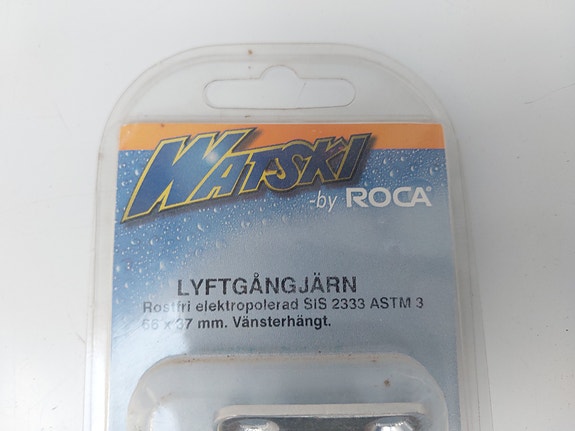 WATSKI
-by ROCA®
LYFTGÅNGJÄRN
Rostfri elektropolerad SIS 2333 ASTM 3
66 x 37 mm. Vänsterhängt.